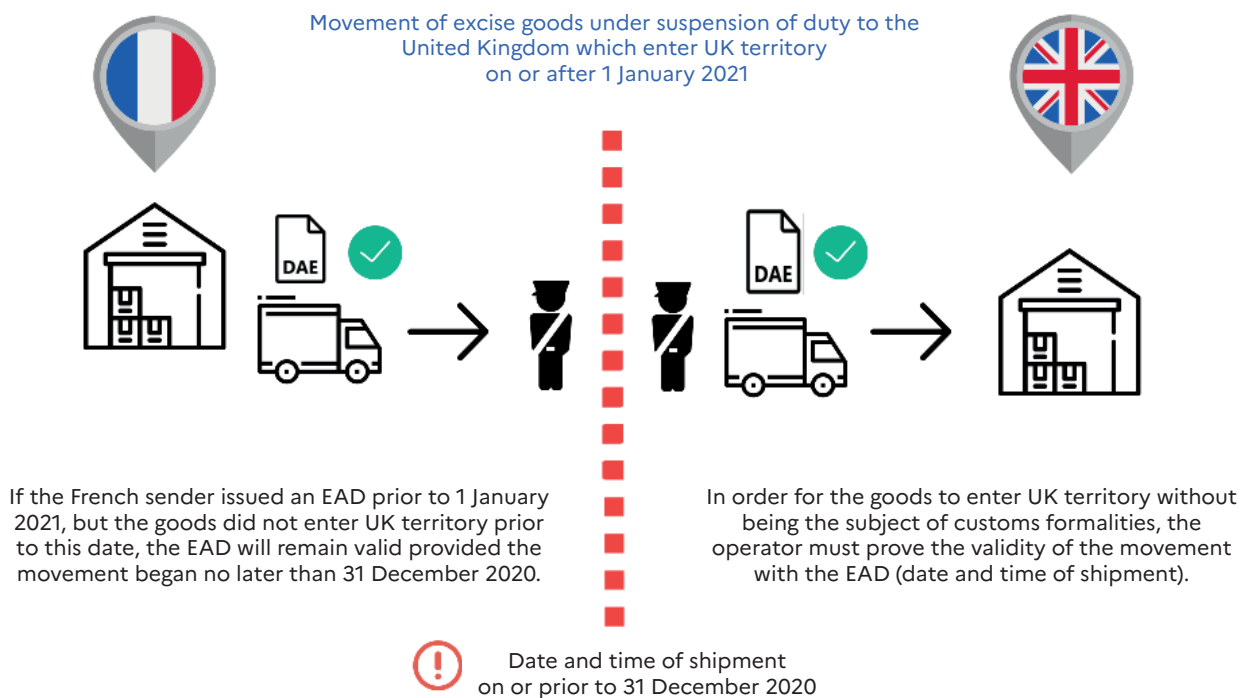 Movement of excise goods under suspension of duty to the
United Kingdom which enter UK territory
on or after 1 January 2021
DAE
DAE
If the French sender issued an EAD prior to 1 January
2021, but the goods did not enter UK territory prior
to this date, the EAD will remain valid provided the
movement began no later than 31 December 2020.
In order for the goods to enter UK territory without
being the subject of customs formalities, the
operator must prove the validity of the movement
with the EAD (date and time of shipment).
Date and time of shipment
on or prior to 31 December 2020